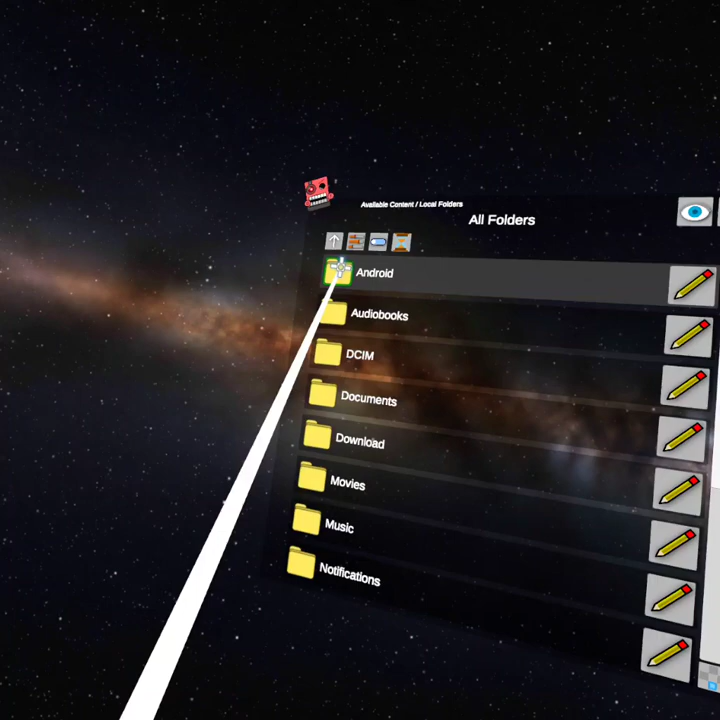 Available Content / Local Folders
All Folders
Android
Audiobooks
DCIM
Documents
Download
Movies
Music
Notifications